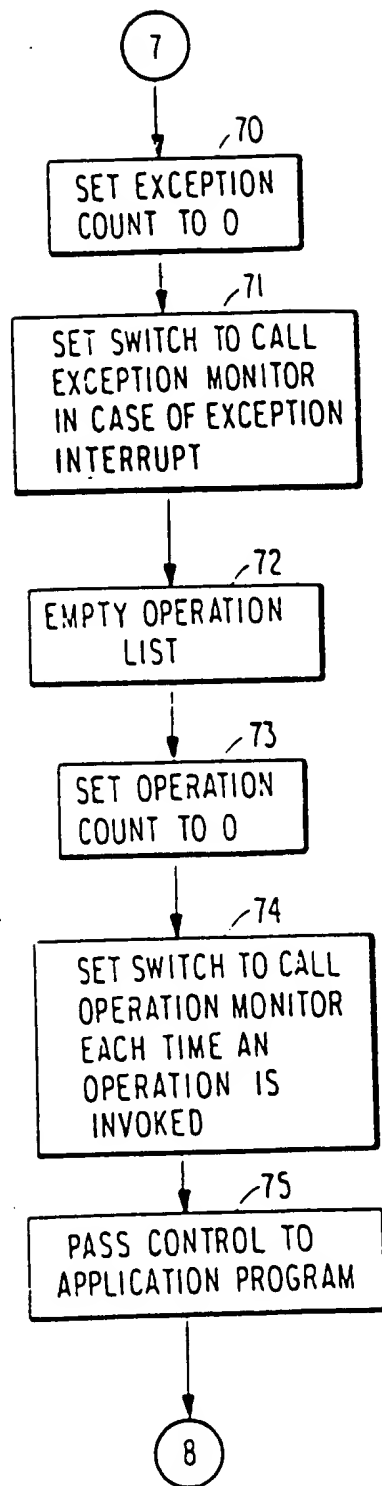 7
70
SET EXCEPTION
COUNT TO 0
71
SET SWITCH TO CALL
EXCEPTION MONITOR
IN CASE OF EXCEPTION
INTERRUPT
72
EMPTY OPERATION
LIST
73
SET OPERATION
COUNT TO 0
74
SET SWITCH TO CALL
OPERATION MONITOR
EACH TIME AN
OPERATION IS
INVOKED
75
PASS CONTROL TO
APPLICATION PROGRAM
8